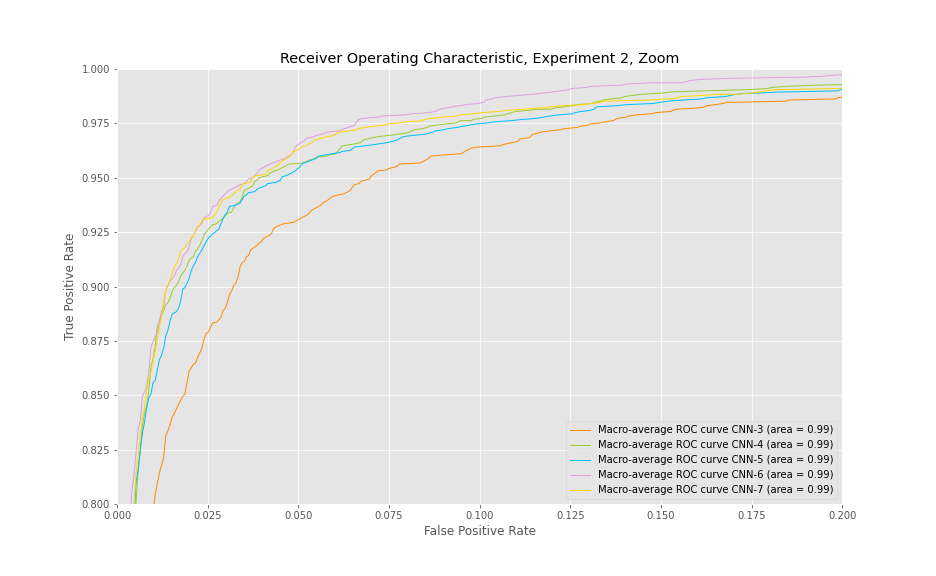 Receiver Operating Characteristic, Experiment 2, Zoom
1.000
0.975
0.950
0.925
0.900
0.875
0.850
0.825
0.800
True Positive Rate
Macro-average ROC curve CNN-3 (area = 0.99)
Macro-average ROC curve CNN-4 (area = 0.99)
Macro-average ROC curve CNN-5 (area = 0.99)
Macro-average ROC curve CNN-6 (area = 0.99)
Macro-average ROC curve CNN-7 (area = 0.99)
0.000 0.025 0.050 0.075 0.100 0.125 0.150 0.175 0.200
False Positive Rate